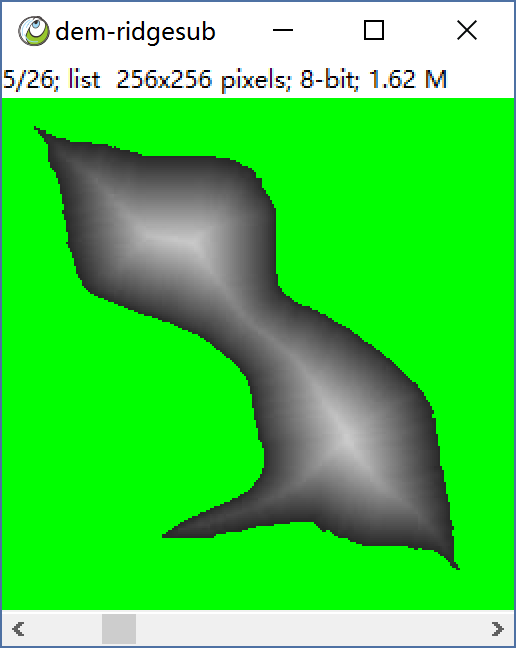 dem-ridgesub
5/26; list 256x256 pixels; 8-bit; 1.62 M